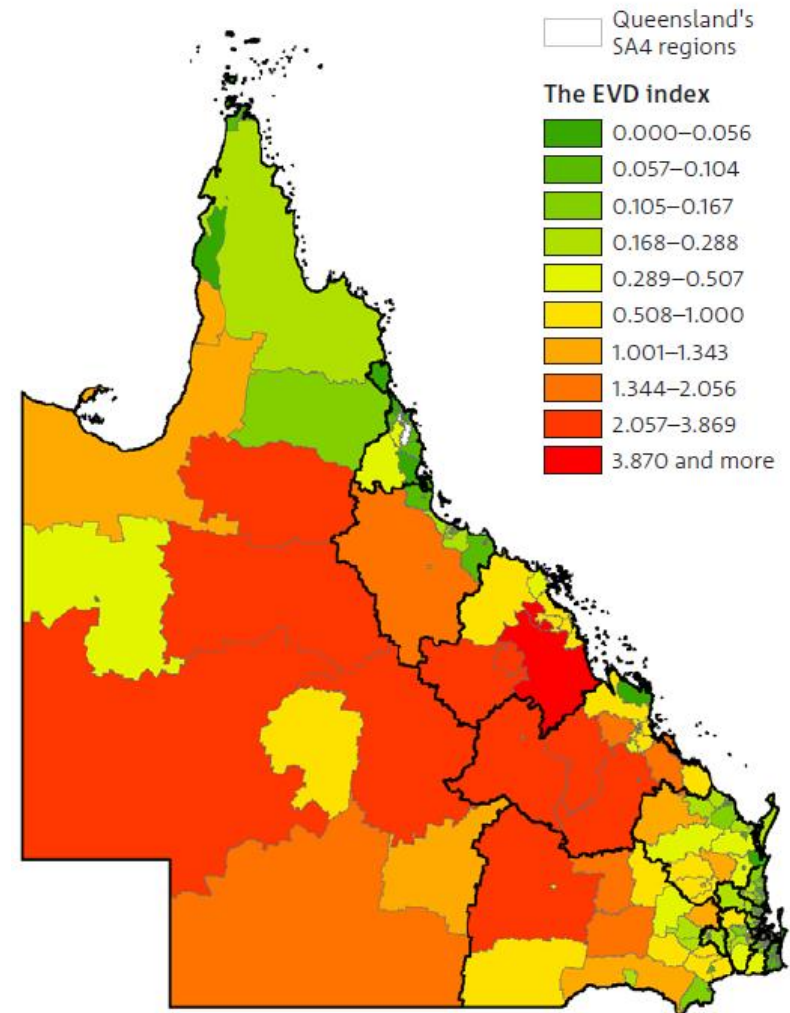 Queensland's
SA4 regions
The EVD index
0.000–0.056
0.057–0.104
0.105–0.167
0.168–0.288
0.289–0.507
0.508–1.000
1.001–1.343
1.344–2.056
2.057–3.869
3.870 and more